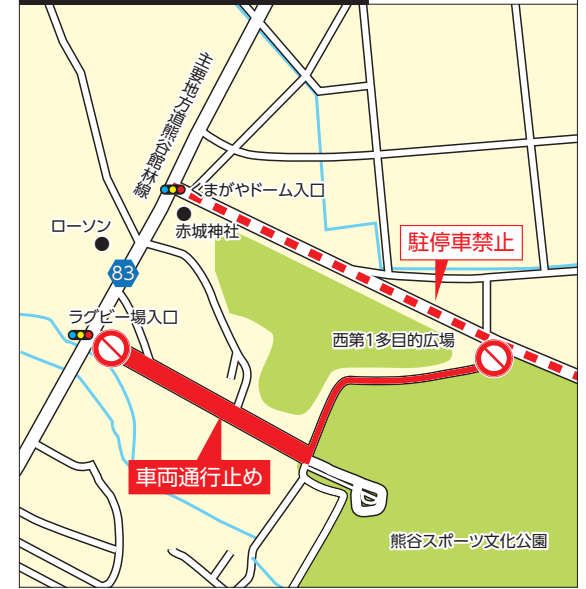 主要地方道熊谷館林線
くまがやドーム入口
赤城神社
ローソン
駐停車禁止
83
ラグビー場入口
西第1多目的広場
車両通行止め
熊谷スポーツ文化公園